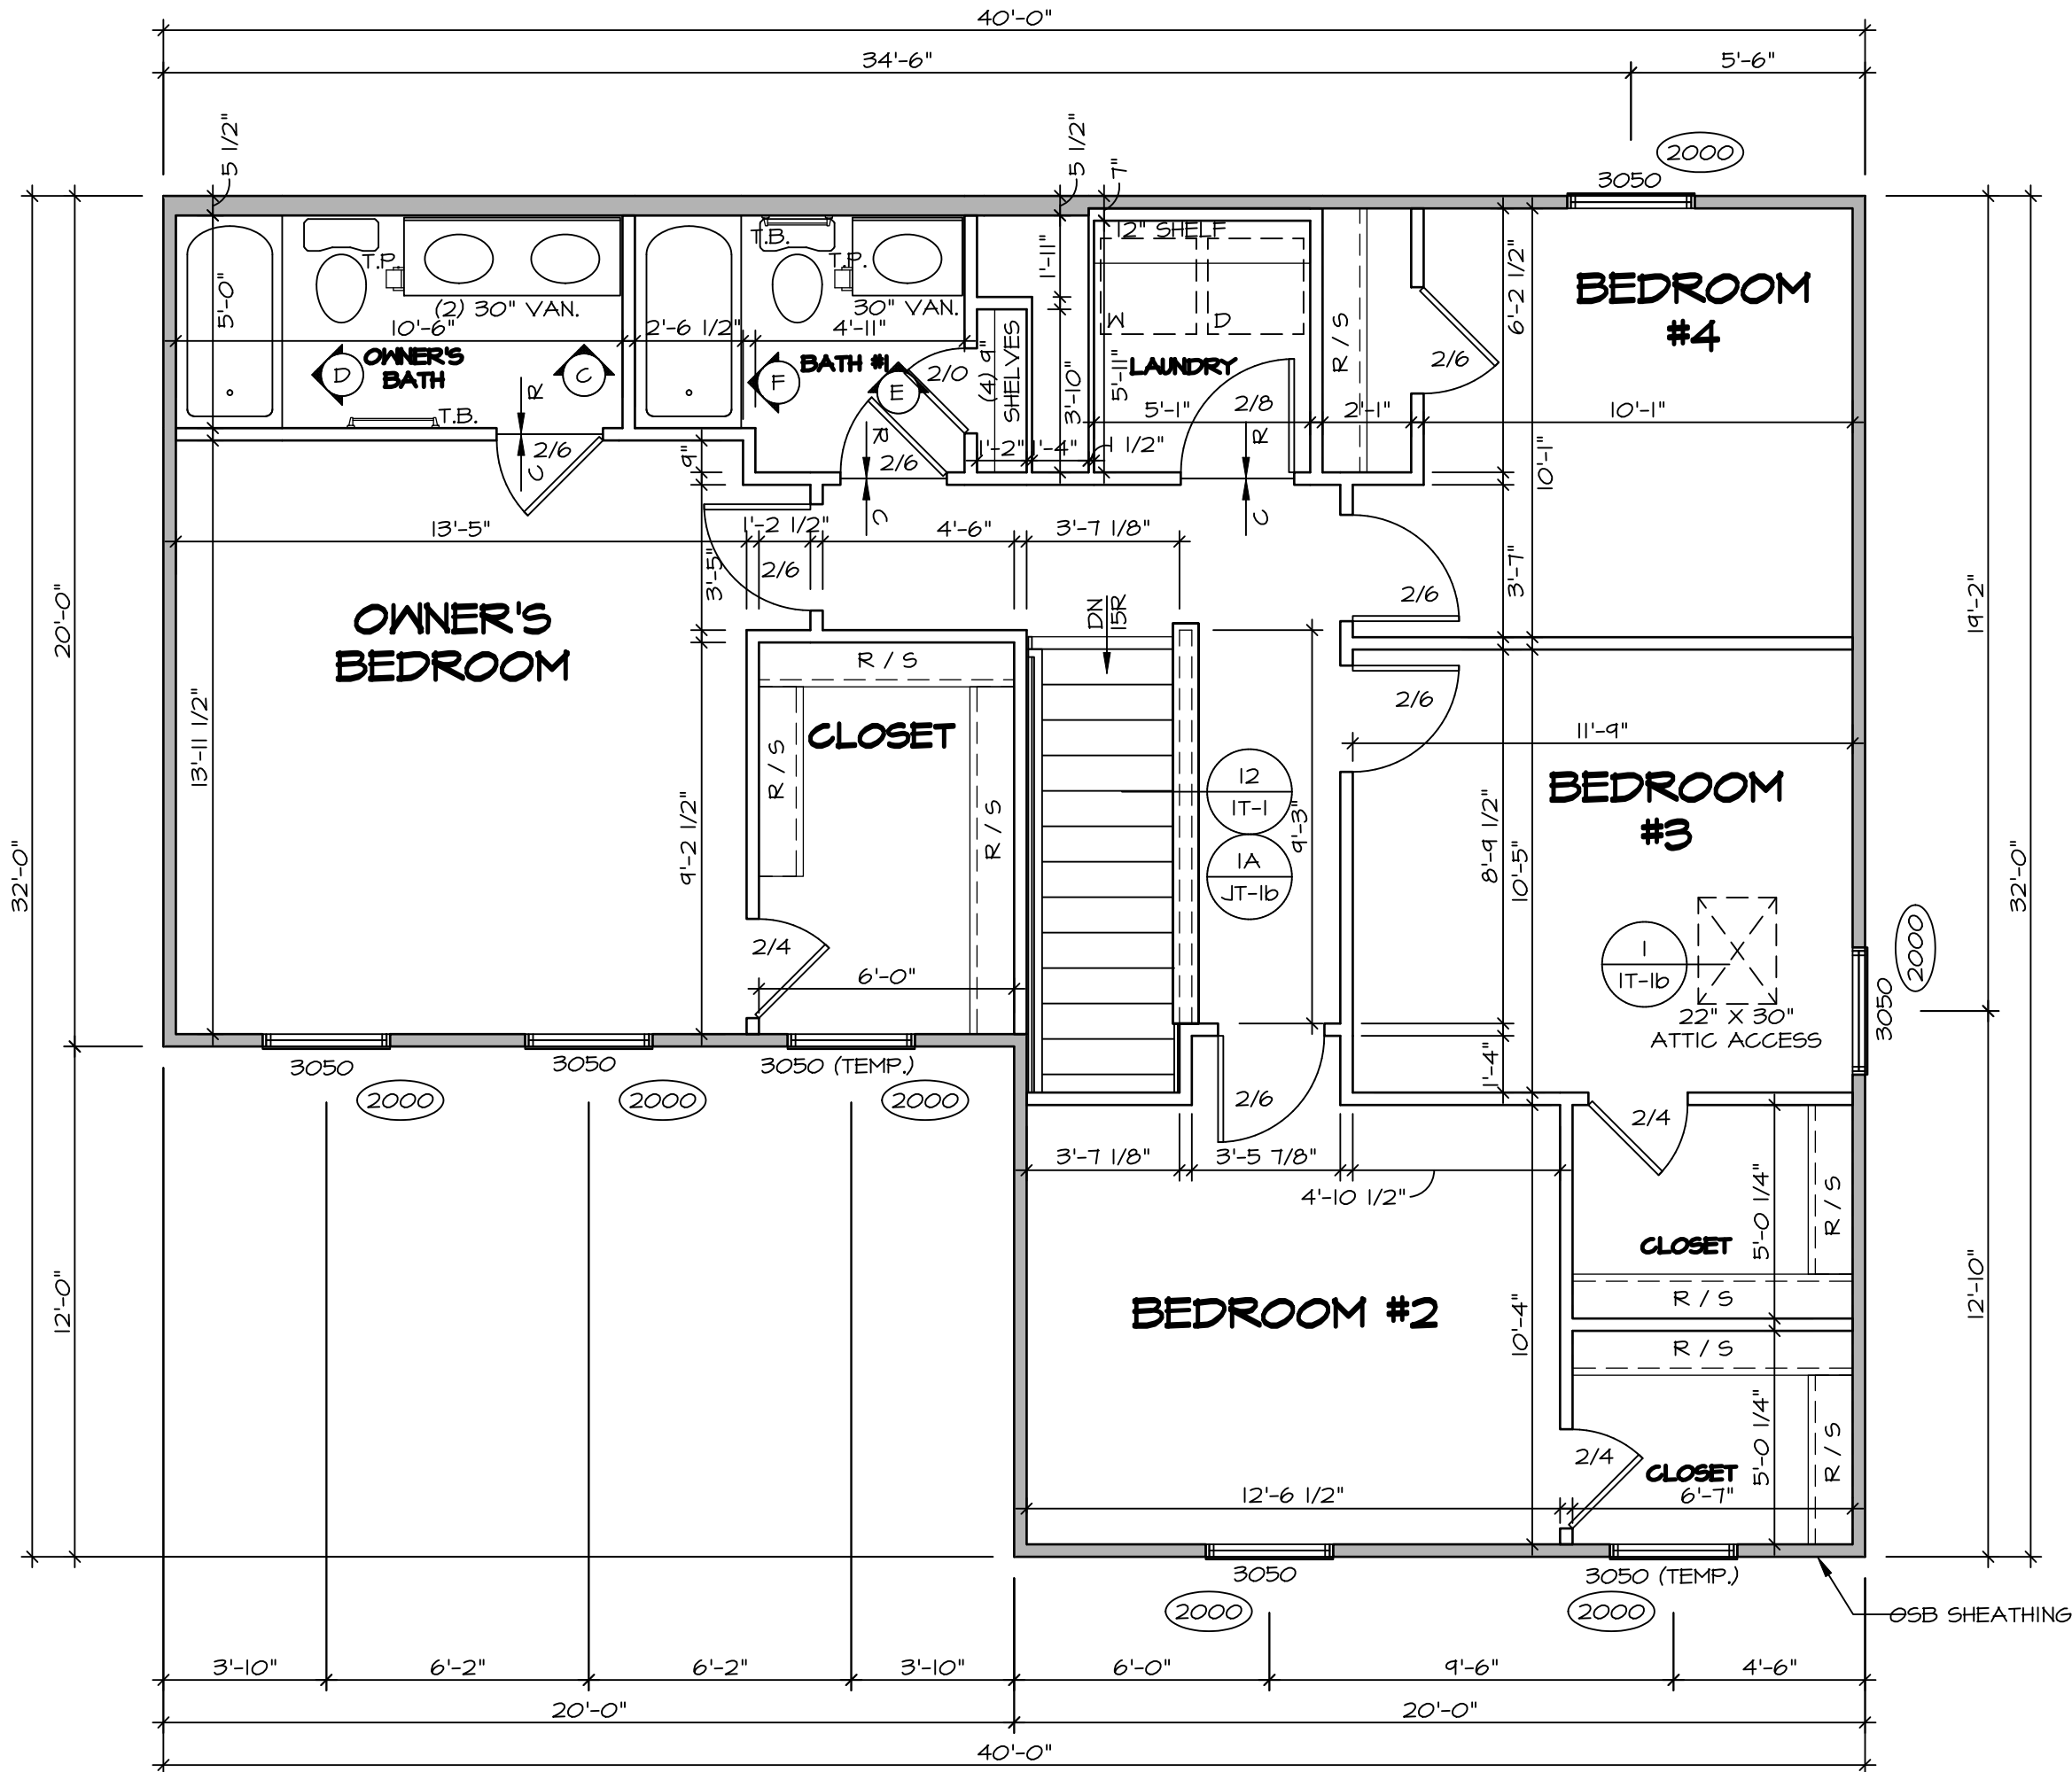 40'-0"
34'-6"
5'-6"
5 1/2"
5 1/2"
7"
2000
3050
T.B.
12" SHELF
T.P.
T.P.
1'-11"
6'-2 1/2"
BEDROOM
#4
5'-0"
(2) 30" VAN.
30" VAN.
10'-6"
2'-6 1/2"
4'-11"
W
D
R / S
D
OWNER'S
BATH
C
F
BATH #1
E
2/0
(4) 9"
SHELVES
3'-10"
5'-11"
LAUNDRY
2/6
R
T.B.
5'-1"
2/8
2'-1"
10'-1"
2/6
C
9"
R
2/6
1'-2"
1'-4"
1 1/2"
R
10'-1"
13'-5"
1'-2 1/2"
C
4'-6"
3'-7 1/8"
C
3'-5"
2/6
3'-7"
2/6
20'-0"
19'-2"
OWNER'S
BEDROOM
DN
15R
R / S
2/6
CLOSET
11'-9"
13'-11 1/2"
R / S
R / S
12
1T-1
9'-3"
BEDROOM
#3
9'-2 1/2"
8'-9 1/2"
10'-5"
1A
JT-1b
32'-0"
32'-0"
2/4
6'-0"
1
1T-1b
X
2000
3050
22" X 30"
ATTIC ACCESS
1'-4"
3050
3050
3050 (TEMP.)
2000
2000
2000
2/6
2/4
3'-7 1/8"
3'-5 7/8"
4'-10 1/2"
5'-0 1/4"
R / S
CLOSET
12'-0"
12'-10"
BEDROOM #2
10'-4"
R / S
R / S
2/4
5'-0 1/4"
R / S
CLOSET
12'-6 1/2"
6'-7"
3050
3050 (TEMP.)
2000
2000
OSB SHEATHING
3'-10"
6'-2"
6'-2"
3'-10"
6'-0"
9'-6"
4'-6"
20'-0"
20'-0"
40'-0"